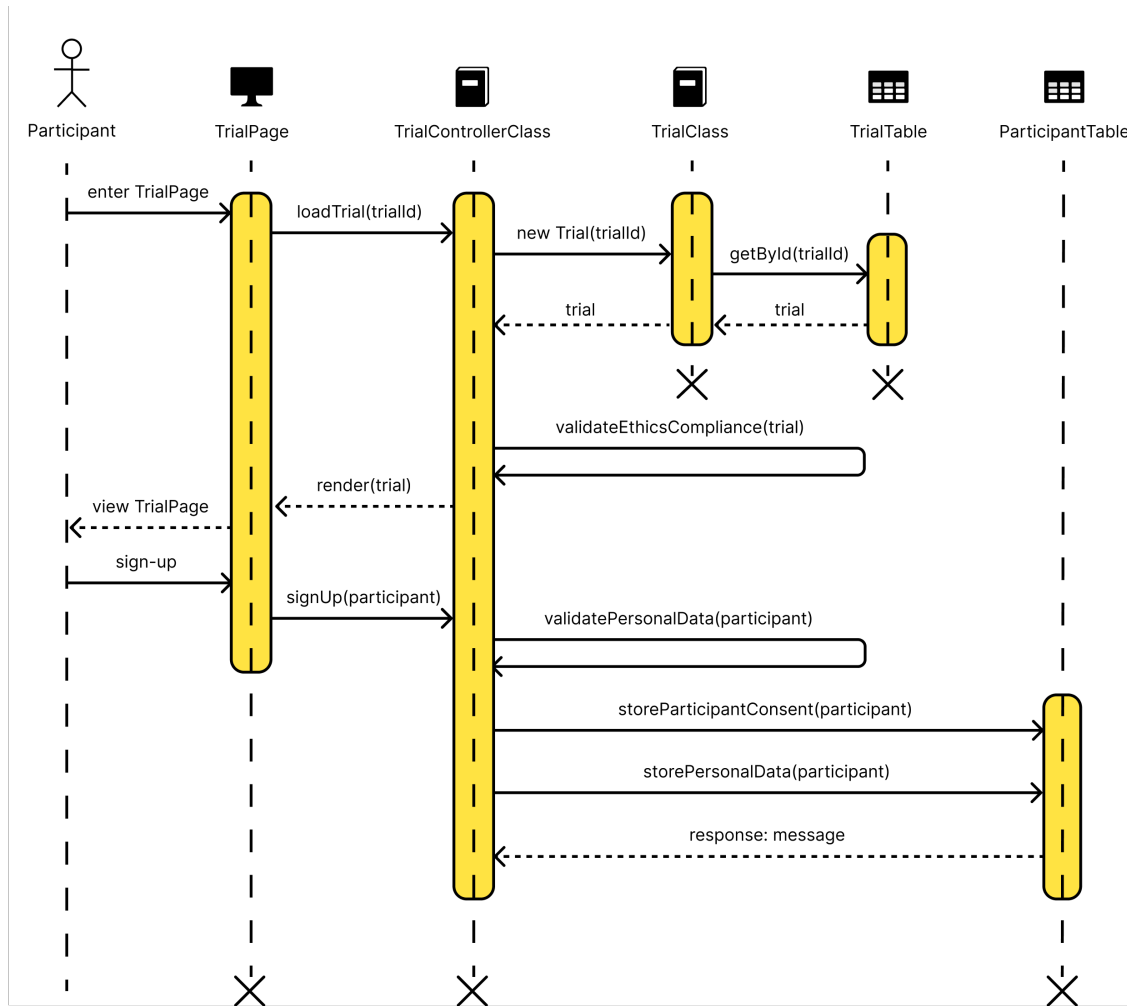 Participant
TrialPage
TrialControllerClass
TrialClass
TrialTable
ParticipantTable
enter TrialPage
loadTrial(trialId)
new Trial(trialId)
getById(trialId)
trial
trial
validateEthicsCompliance(trial)
render(trial)
view TrialPage
sign-up
signUp(participant)
validatePersonalData(participant)
storeParticipantConsent(participant)
storePersonalData(participant)
response: message